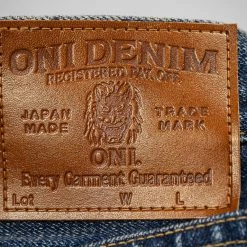 ONI DENIM
REGISTERED PAT. OFF.
JAPAN MADE
TRADE MARK
ONI.
Every Garment Guaranteed
Lot W L